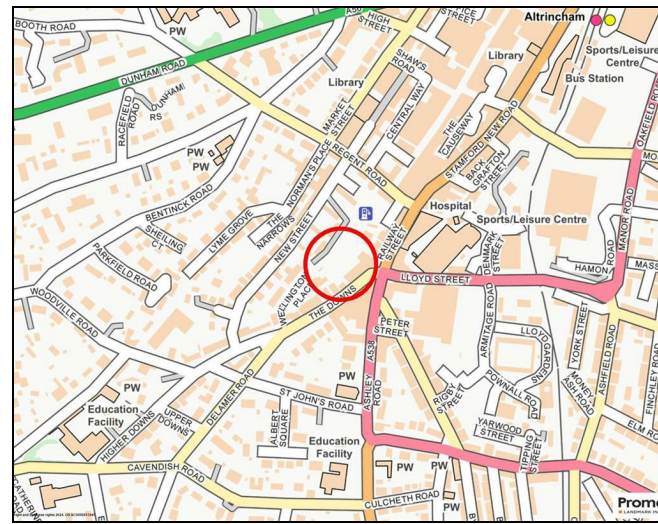 BOOTH ROAD
PW
HIGH STREET
Altrincham
DUNHAM ROAD
SHAW'S ROAD
Library
Sports/Leisure Centre
Library
Bus Station
OAKFIELD
RACEFIELD ROAD
DUNHAM
RS
MARKET STREET
CENTRAL WAY
THE CAUSEWAY
STAMFORD NEW ROAD
NORMAN'S PLACE
REGENT ROAD
BACK GRAFTON STREET
PW
PW
BENTINCK ROAD
LYME GROVE
THE NARROWS
NEW STREET
Hospital
Sports/Leisure Centre
MANOR ROAD
SHEILING CT
RAILWAY STREET
DENMARK STREET
HAMON ROAD
PARKFIELD ROAD
LLOYD STREET
WOODVILLE ROAD
WELLINGTON PLACE
THE DOWNS
PETER STREET
ARMITAGE ROAD
LLOYD GARDENS
YORK STREET
ASHFIELD ROAD
A538
ASHLEY ROAD
FINCHLEY ROAD
DELAMER ROAD
PW
PW
ST JOHN'S ROAD
RIGBY STREET
POWNALL ROAD
MONEY ASH ROAD
Education Facility
HIGHER DOWNS
UPPER DOWNS
ALBERT SQUARE
Education Facility
YARWOOD STREET
TIPPING STREET
ELM
CAVENDISH ROAD
PW
PW
CULCHETH ROAD
LANDMARK IN